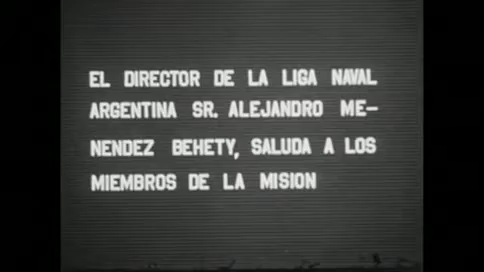 EL DIRECTOR DE LA LIGA NAVAL
ARGENTINA SR. ALEJANDRO ME-
NENDEZ BEHETY, SALUDA A LOS
MIEMBROS DE LA MISION